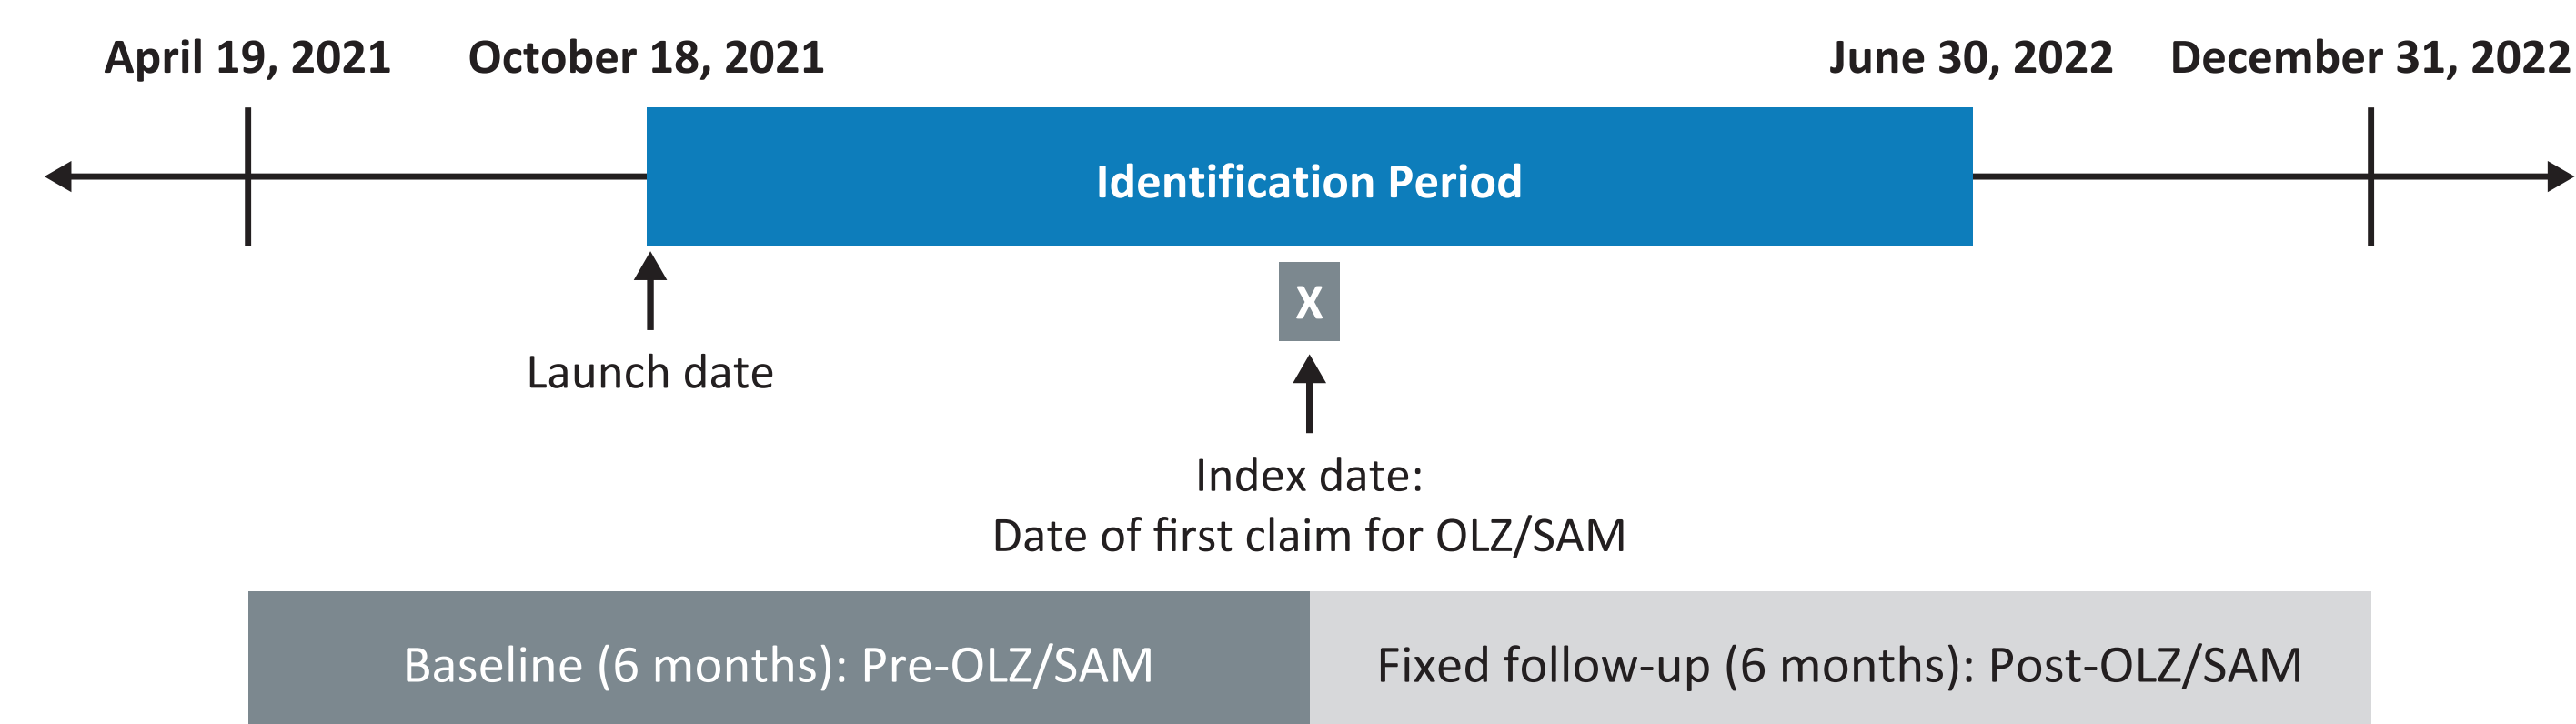 April 19, 2021
October 18, 2021
June 30, 2022
December 31, 2022
Identification Period
X
Launch date
Index date:
Date of first claim for OLZ/SAM
Baseline (6 months): Pre-OLZ/SAM
Fixed follow-up (6 months): Post-OLZ/SAM